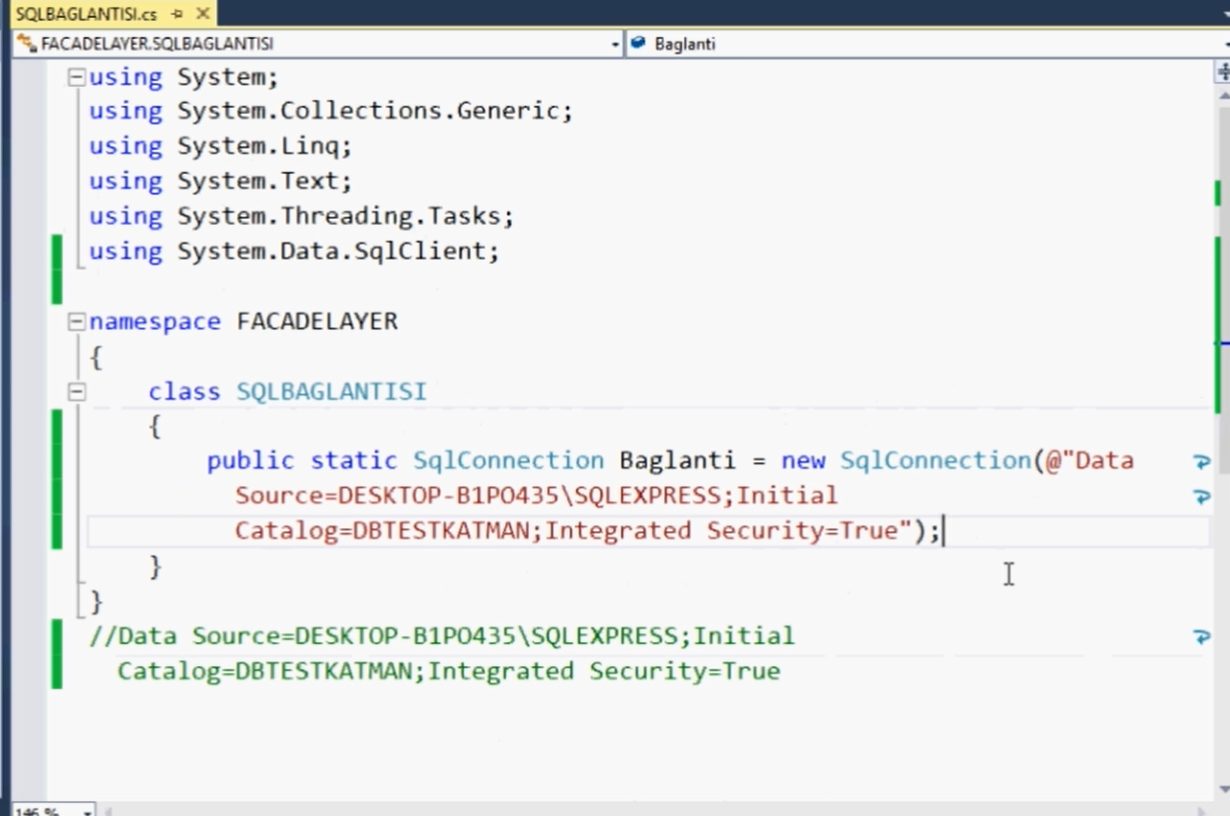 SQLBAGLANTISI.cs
FACADELAYER.SQLBAGLANTISI
Baglanti
using System;
using System.Collections.Generic;
using System.Linq;
using System.Text;
using System.Threading.Tasks;
using System.Data.SqlClient;
namespace FACADELAYER
{
class SQLBAGLANTISI
{
public static SqlConnection Baglanti = new SqlConnection(@"Data
Source=DESKTOP-B1PO435\SQLEXPRESS;Initial
Catalog=DBTESTKATMAN;Integrated Security=True");
}
}
//Data Source=DESKTOP-B1PO435\SQLEXPRESS;Initial
Catalog=DBTESTKATMAN;Integrated Security=True
146 %